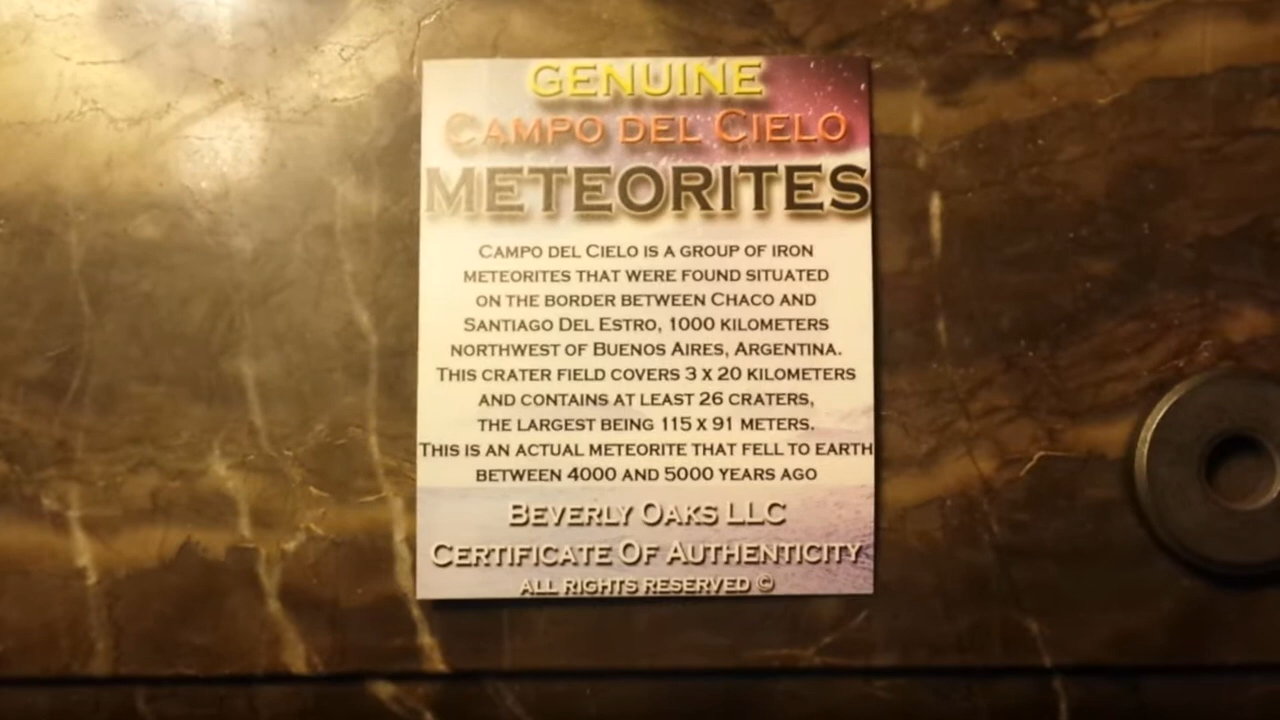 GENUINE
CAMPO DEL CIELO
METEORITES
CAMPO DEL CIELO IS A GROUP OF IRON
METEORITES THAT WERE FOUND SITUATED
ON THE BORDER BETWEEN CHACO AND
SANTIAGO DEL ESTRO, 1000 KILOMETERS
NORTHWEST OF BUENOS AIRES, ARGENTINA.
THIS CRATER FIELD COVERS 3 X 20 KILOMETERS
AND CONTAINS AT LEAST 26 CRATERS,
THE LARGEST BEING 115 X 91 METERS.
THIS IS AN ACTUAL METEORITE THAT FELL TO EARTH
BETWEEN 4000 AND 5000 YEARS AGO
BEVERLY OAKS LLC
CERTIFICATE OF AUTHENTICITY
ALL RIGHTS RESERVED ©